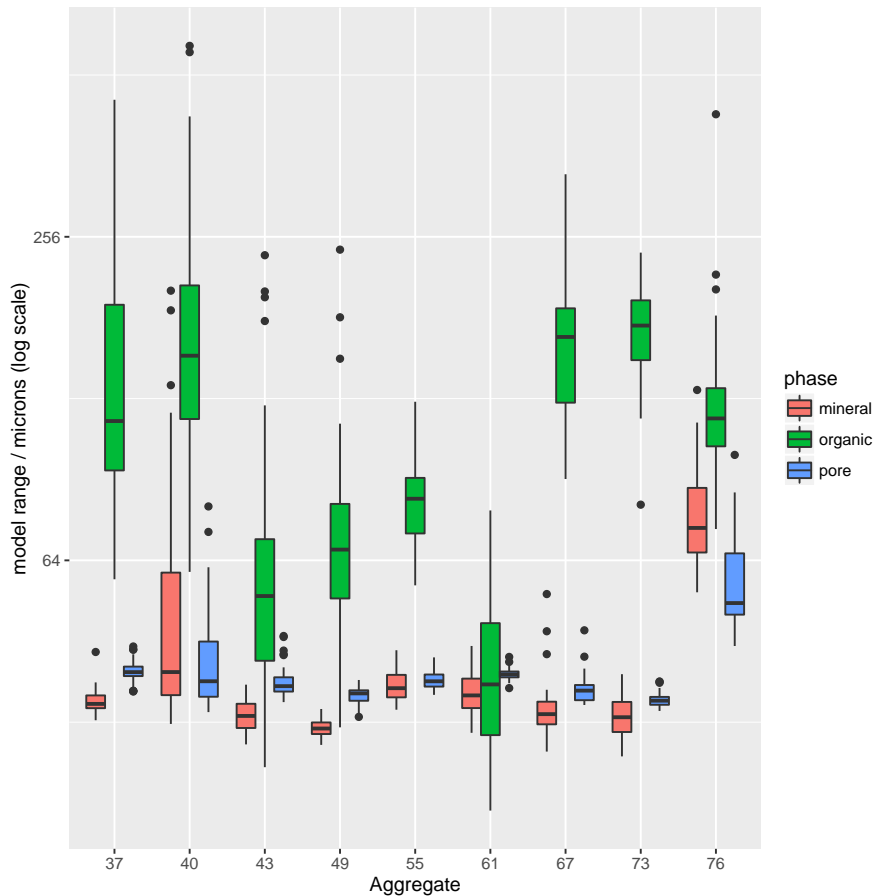 model range / microns (log scale)
256
64
37 40 43 49 55 61 67 73 76
Aggregate
phase
mineral
organic
pore